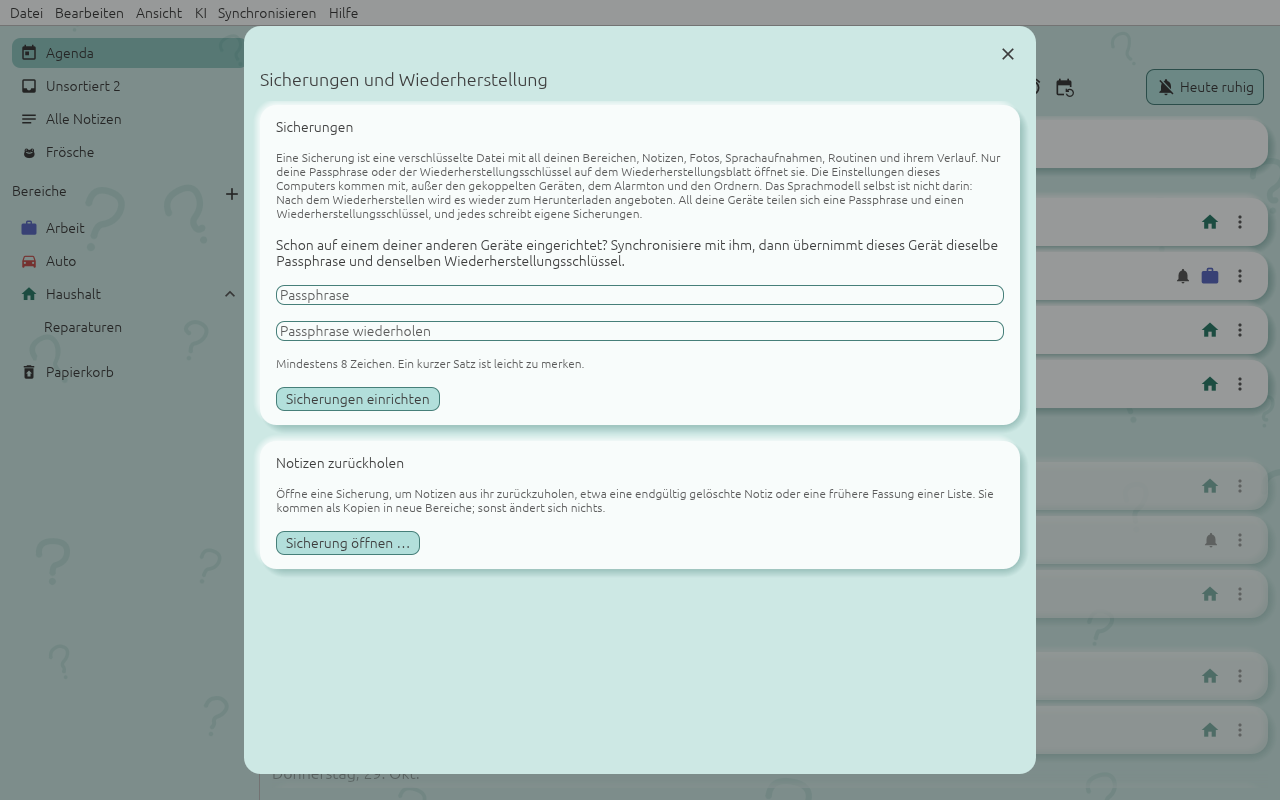 Datei Bearbeiten Ansicht KI Synchronisieren Hilfe
Agenda
Unsortiert 2
Alle Notizen
Frösche
Bereiche
Arbeit
Auto
Haushalt
Reparaturen
Papierkorb
Heute ruhig
Sicherungen und Wiederherstellung
Sicherungen
Eine Sicherung ist eine verschlüsselte Datei mit all deinen Bereichen, Notizen, Fotos, Sprachaufnahmen, Routinen und ihrem Verlauf. Nur
deine Passphrase oder der Wiederherstellungsschlüssel auf dem Wiederherstellungsblatt öffnet sie. Die Einstellungen dieses
Computers kommen mit, außer den gekoppelten Geräten, dem Alarmton und den Ordnern. Das Sprachmodell selbst ist nicht darin:
Nach dem Wiederherstellen wird es wieder zum Herunterladen angeboten. All deine Geräte teilen sich eine Passphrase und einen
Wiederherstellungsschlüssel, und jedes schreibt eigene Sicherungen.
Schon auf einem deiner anderen Geräte eingerichtet? Synchronisiere mit ihm, dann übernimmt dieses Gerät dieselbe
Passphrase und denselben Wiederherstellungsschlüssel.
Passphrase
Passphrase wiederholen
Mindestens 8 Zeichen. Ein kurzer Satz ist leicht zu merken.
Sicherungen einrichten
Notizen zurückholen
Öffne eine Sicherung, um Notizen aus ihr zurückzuholen, etwa eine endgültig gelöschte Notiz oder eine frühere Fassung einer Liste. Sie
kommen als Kopien in neue Bereiche; sonst ändert sich nichts.
Sicherung öffnen …
Donnerstag, 29. Okt.